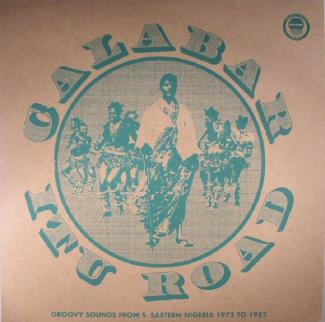 CALABAR
ITU ROAD
GROOVY SOUNDS FROM S. EASTERN NIGERIA 1972 TO 1982